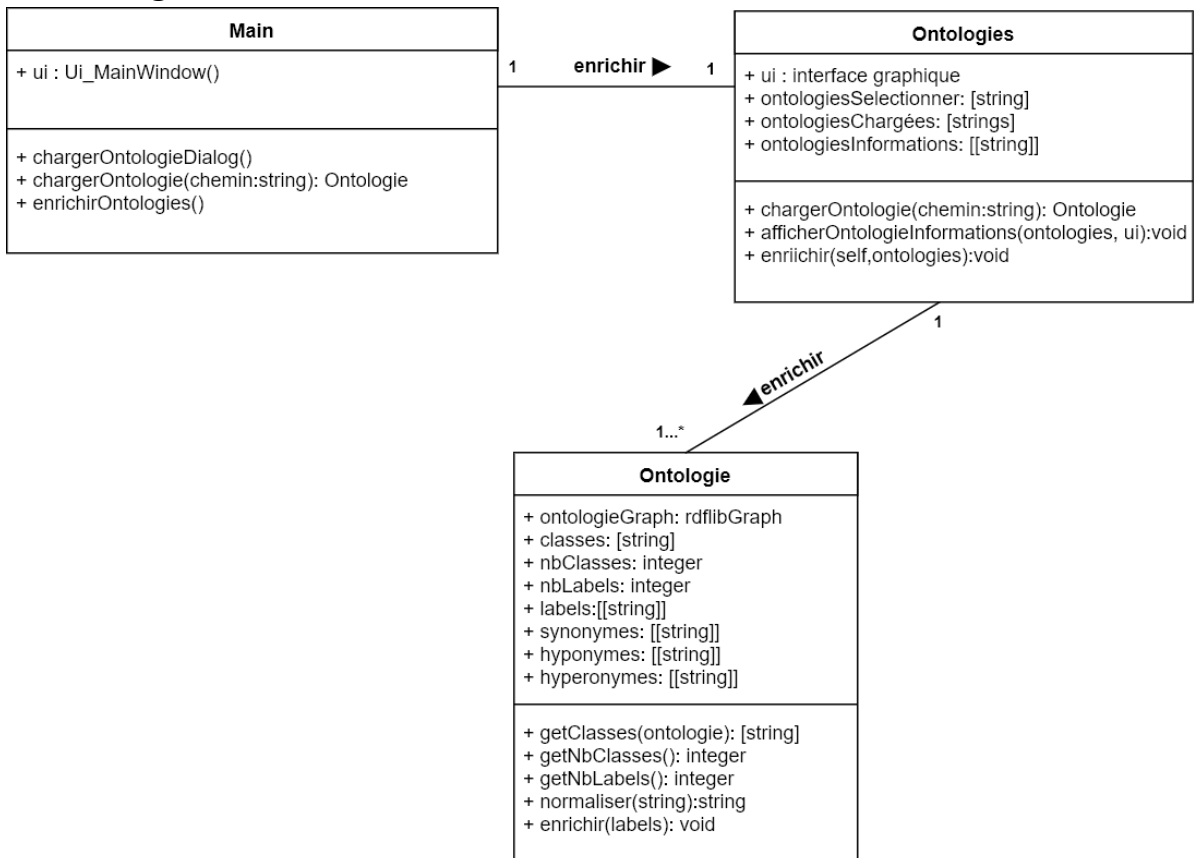 Main
+ ui : Ui_MainWindow()
+ chargerOntologieDialog()
+ chargerOntologie(chemin:string): Ontologie
+ enrichirOntologies()
1
enrichir ▶
1
Ontologies
+ ui : interface graphique
+ ontologiesSelectionner: [string]
+ ontologiesChargées: [strings]
+ ontologiesInformations: [[string]]
+ chargerOntologie(chemin:string): Ontologie
+ afficherOntologieInformations(ontologies, ui):void
+ enriichir(self,ontologies):void
1
◀enrichir
1...*
Ontologie
+ ontologieGraph: rdflibGraph
+ classes: [string]
+ nbClasses: integer
+ nbLabels: integer
+ labels:[[string]]
+ synonymes: [[string]]
+ hyponymes: [[string]]
+ hyperonymes: [[string]]
+ getClasses(ontologie): [string]
+ getNbClasses(): integer
+ getNbLabels(): integer
+ normaliser(string):string
+ enrichir(labels): void